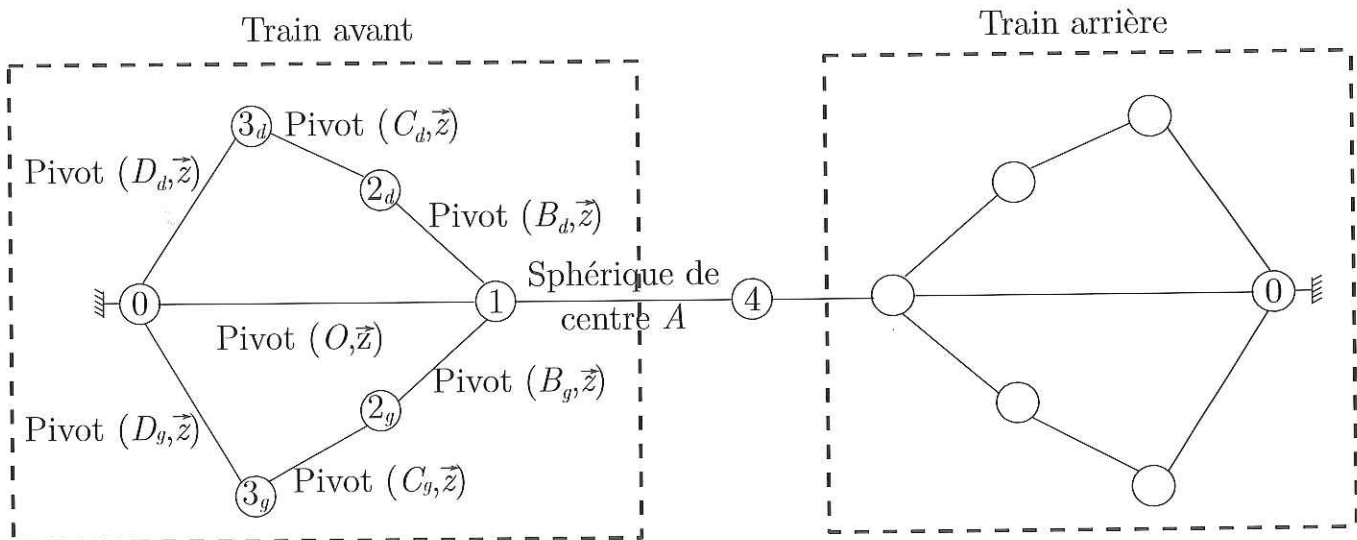 Train avant
Train arrière
3d
Pivot (Cd,z⃗)
Pivot (Dd,z⃗)
2d
Pivot (Bd,z⃗)
Sphérique de
0
1
4
0
centre A
Pivot (O,z⃗)
Pivot (Bg,z⃗)
2g
Pivot (Dg,z⃗)
Pivot (Cg,z⃗)
3g